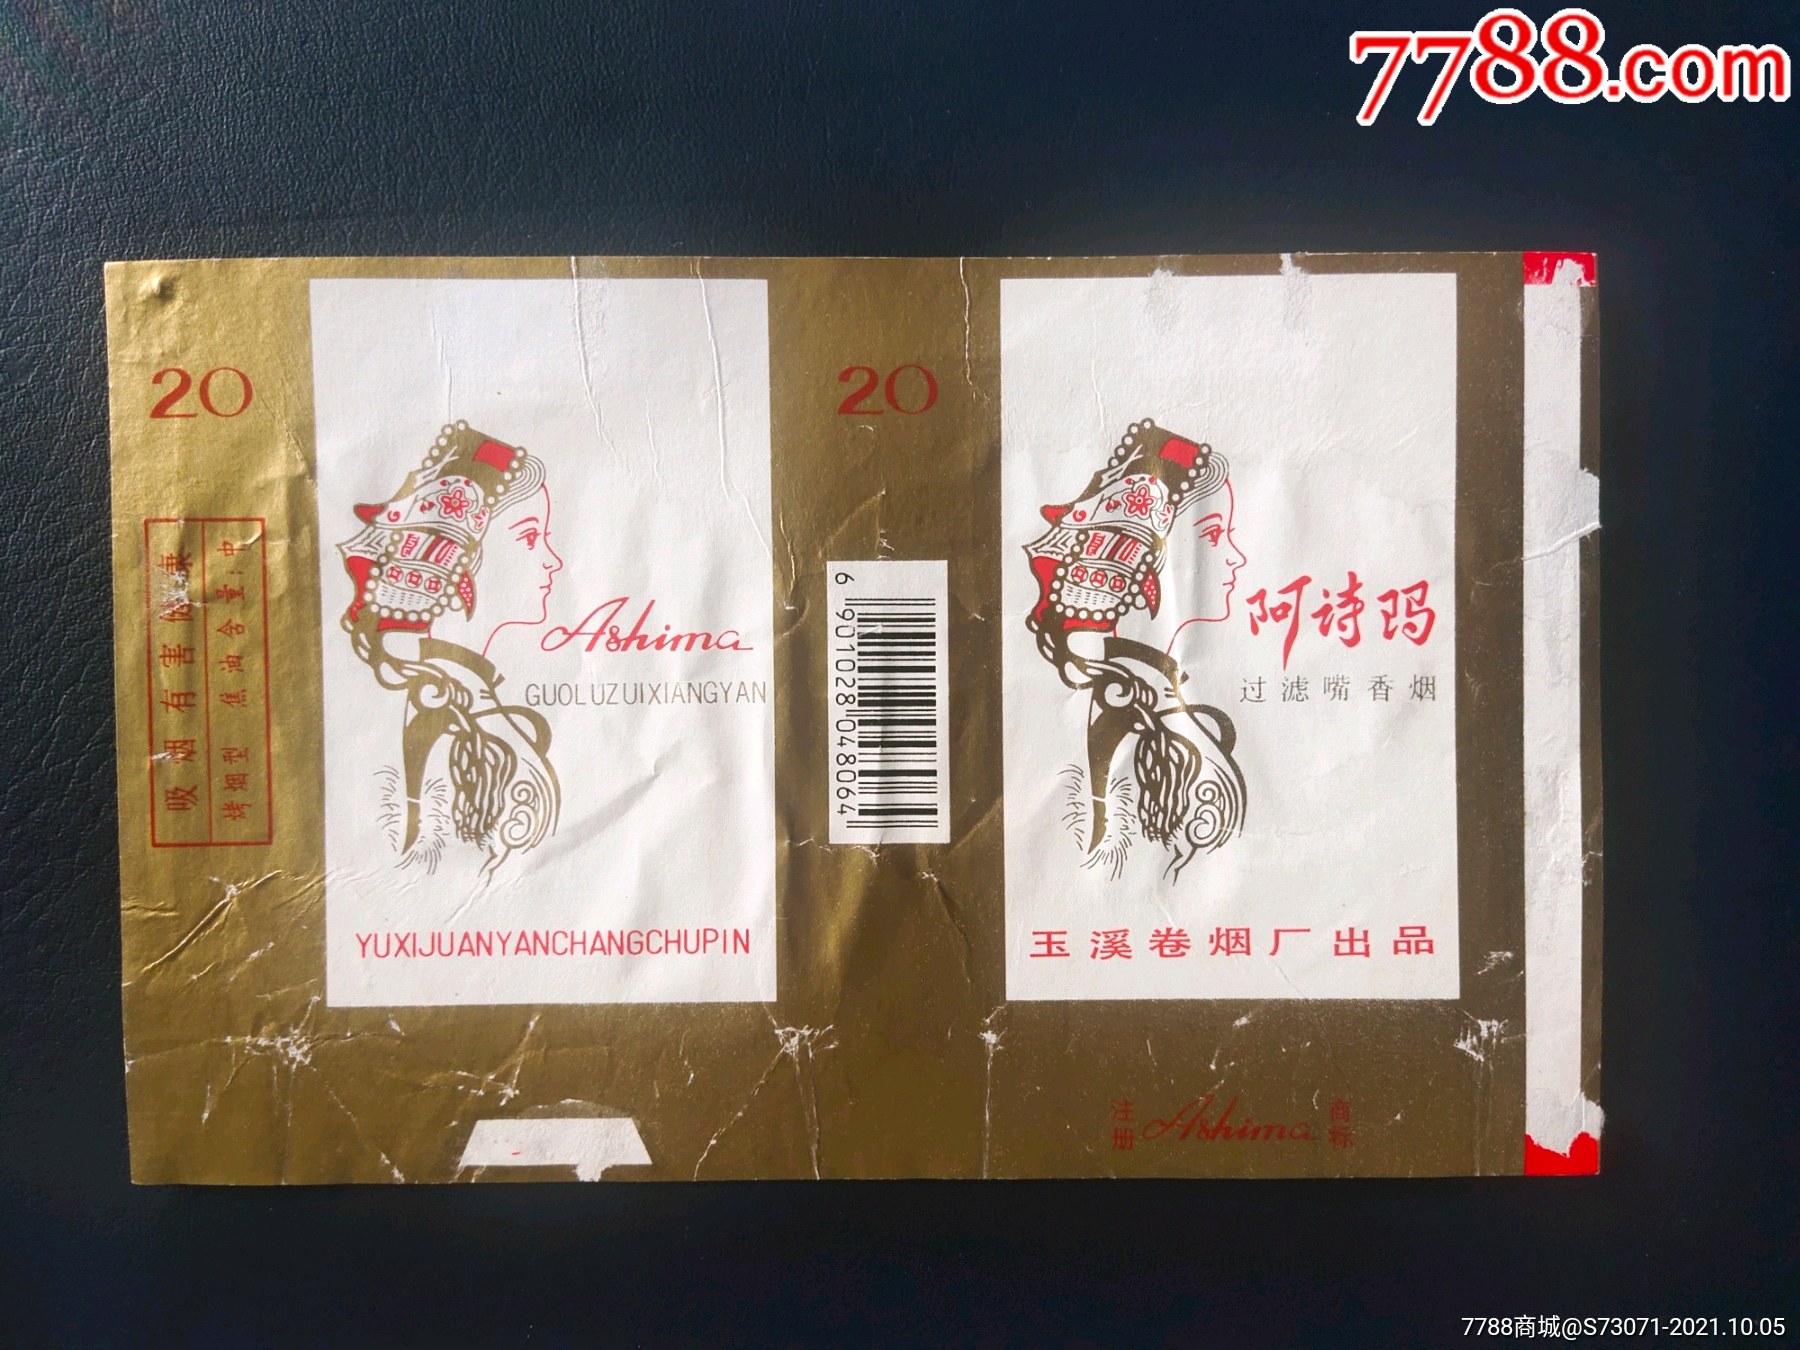 7788.com
20
吸烟有害健康
烤烟型 焦油含量:中
Ashima
GUOLUZUIXIANGYAN
YUXIJUANYANCHANGCHUPIN
20
6 901028 048064
阿诗玛
过滤嘴香烟
玉溪卷烟厂出品
注册 Ashima 商标
7788商城@S73071-2021.10.05